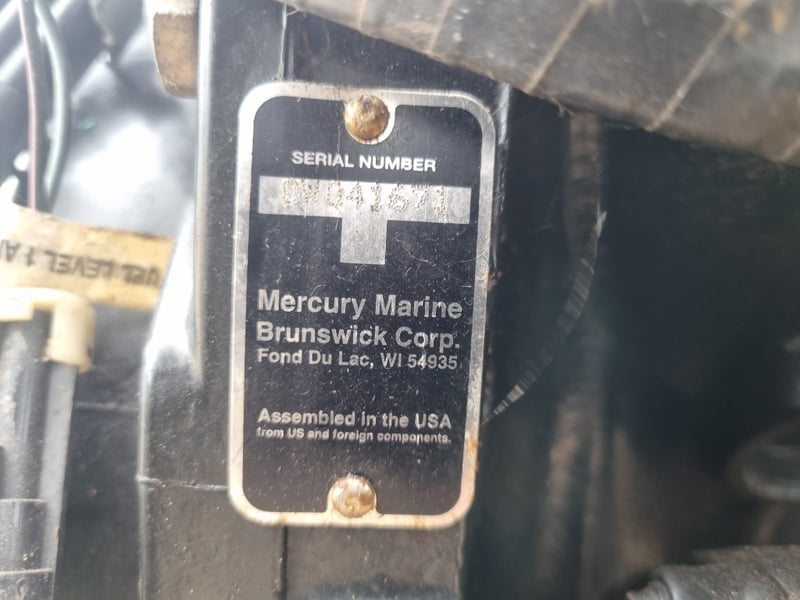 SERIAL NUMBER
0W041671
Mercury Marine
Brunswick Corp.
Fond Du Lac, WI 54935
Assembled in the USA
from US and foreign components.